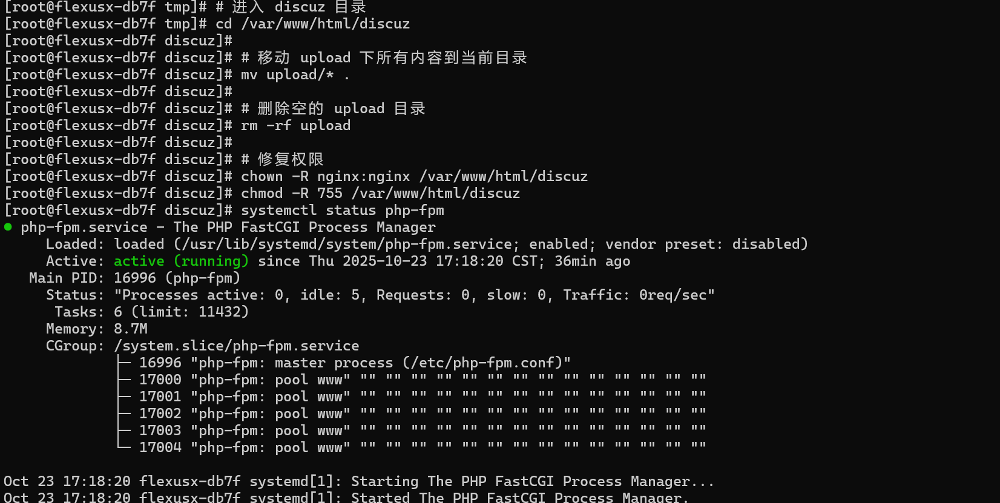 [root@flexusx-db7f tmp]# # 进入 discuz 目录
[root@flexusx-db7f tmp]# cd /var/www/html/discuz
[root@flexusx-db7f discuz]#
[root@flexusx-db7f discuz]# # 移动 upload 下所有内容到当前目录
[root@flexusx-db7f discuz]# mv upload/* .
[root@flexusx-db7f discuz]#
[root@flexusx-db7f discuz]# # 删除空的 upload 目录
[root@flexusx-db7f discuz]# rm -rf upload
[root@flexusx-db7f discuz]#
[root@flexusx-db7f discuz]# # 修复权限
[root@flexusx-db7f discuz]# chown -R nginx:nginx /var/www/html/discuz
[root@flexusx-db7f discuz]# chmod -R 755 /var/www/html/discuz
[root@flexusx-db7f discuz]# systemctl status php-fpm
● php-fpm.service - The PHP FastCGI Process Manager
     Loaded: loaded (/usr/lib/systemd/system/php-fpm.service; enabled; vendor preset: disabled)
     Active: active (running) since Thu 2025-10-23 17:18:20 CST; 36min ago
   Main PID: 16996 (php-fpm)
     Status: "Processes active: 0, idle: 5, Requests: 0, slow: 0, Traffic: 0req/sec"
      Tasks: 6 (limit: 11432)
     Memory: 8.7M
     CGroup: /system.slice/php-fpm.service
             ├─ 16996 "php-fpm: master process (/etc/php-fpm.conf)"
             ├─ 17000 "php-fpm: pool www" "" "" "" "" "" "" "" "" "" "" "" "" "" ""
             ├─ 17001 "php-fpm: pool www" "" "" "" "" "" "" "" "" "" "" "" "" "" ""
             ├─ 17002 "php-fpm: pool www" "" "" "" "" "" "" "" "" "" "" "" "" "" ""
             ├─ 17003 "php-fpm: pool www" "" "" "" "" "" "" "" "" "" "" "" "" "" ""
             └─ 17004 "php-fpm: pool www" "" "" "" "" "" "" "" "" "" "" "" "" "" ""
Oct 23 17:18:20 flexusx-db7f systemd[1]: Starting The PHP FastCGI Process Manager...
Oct 23 17:18:20 flexusx-db7f systemd[1]: Started The PHP FastCGI Process Manager.